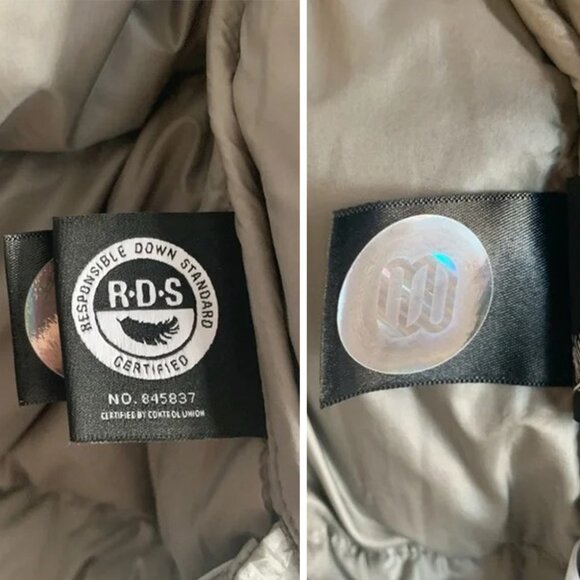 RESPONSIBLE DOWN STANDARD
R·D·S
CERTIFIED
NO. 845837
CERTIFIED BY CONTROL UNION